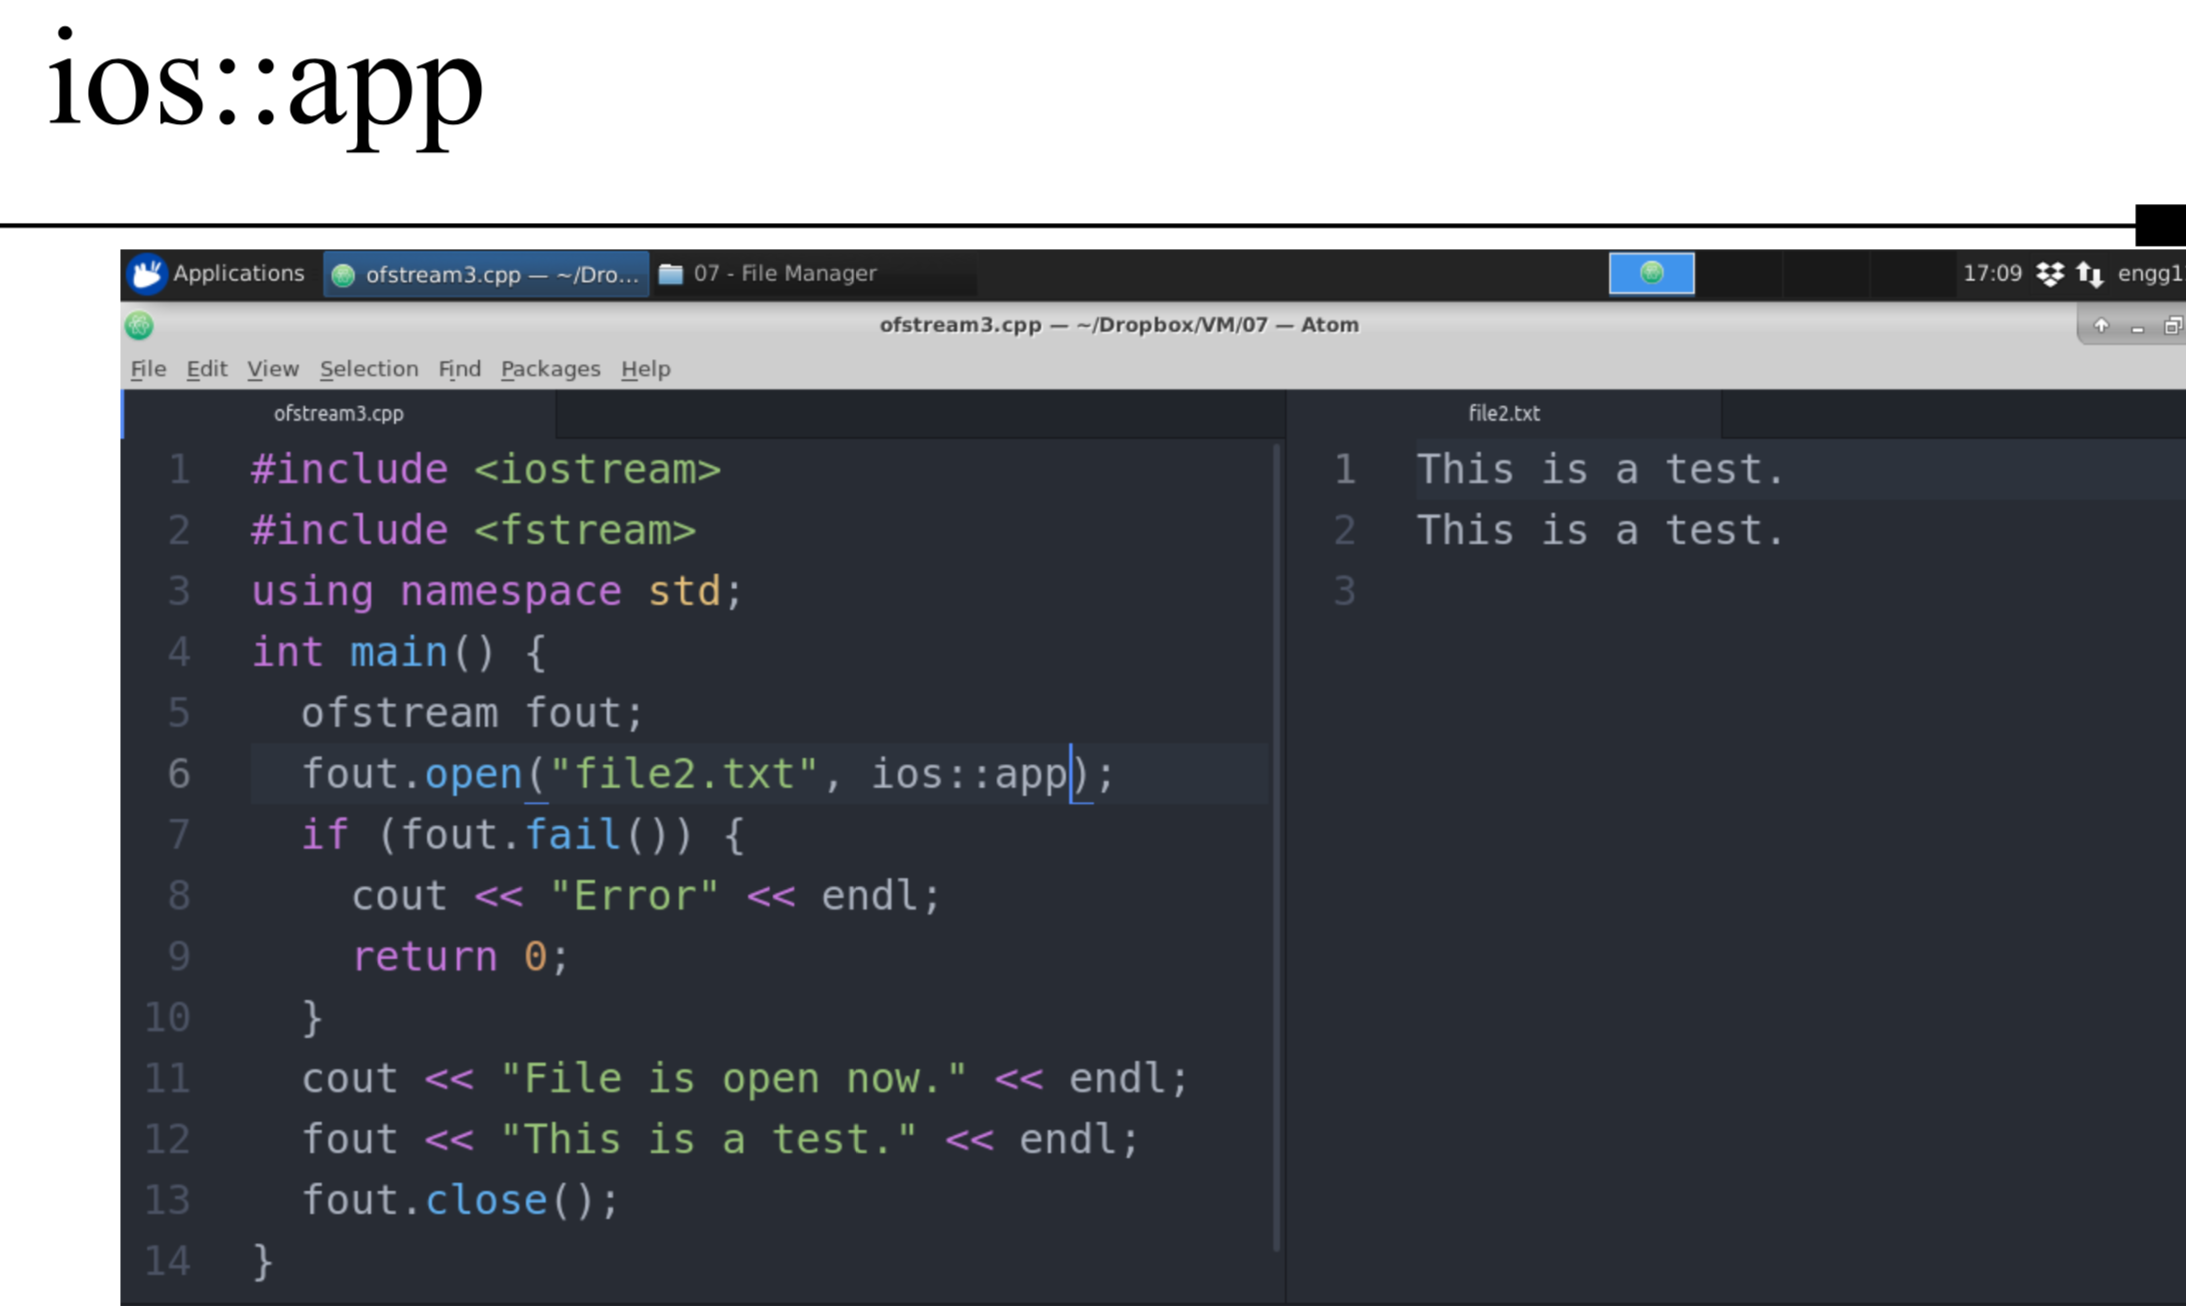 ios::app
Applications ofstream3.cpp — ~/Dro... 07 - File Manager 17:09
ofstream3.cpp — ~/Dropbox/VM/07 — Atom
File Edit View Selection Find Packages Help
ofstream3.cpp file2.txt
1 #include <iostream>
2 #include <fstream>
3 using namespace std;
4 int main() {
5 ofstream fout;
6 fout.open("file2.txt", ios::app);
7 if (fout.fail()) {
8 cout << "Error" << endl;
9 return 0;
10 }
11 cout << "File is open now." << endl;
12 fout << "This is a test." << endl;
13 fout.close();
14 }
1 This is a test.
2 This is a test.
3